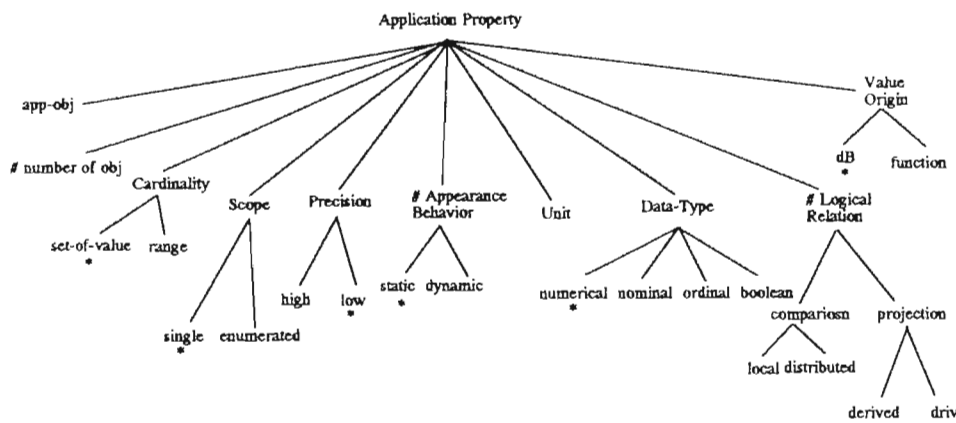 Application Property
Value
Origin
app-obj
dB
*
function
# number of obj
Cardinality
Scope
Precision
# Appearance
Behavior
Unit
Data-Type
# Logical
Relation
set-of-value
*
range
high
low
*
static
*
dynamic
numerical
*
nominal
ordinal
boolean
single
*
enumerated
compariosn
projection
local
distributed
derived
driv